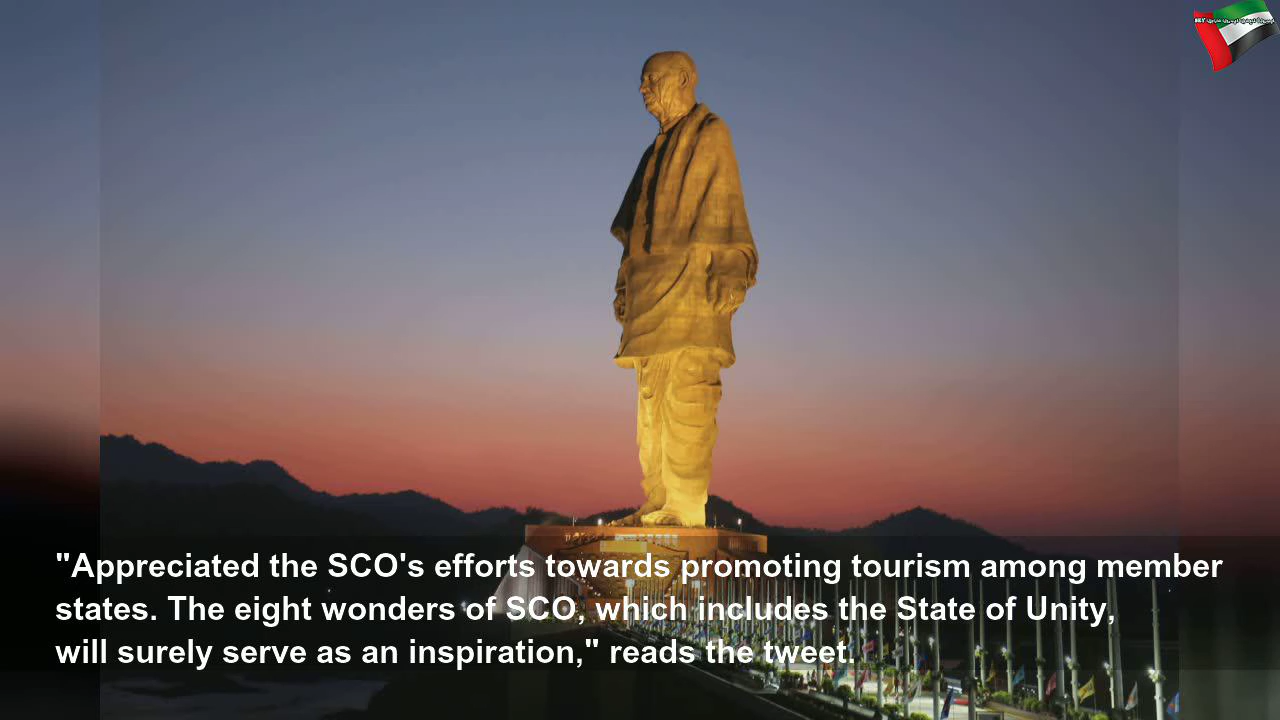 "Appreciated the SCO's efforts towards promoting tourism among member
states. The eight wonders of SCO, which includes the State of Unity,
will surely serve as an inspiration," reads the tweet.